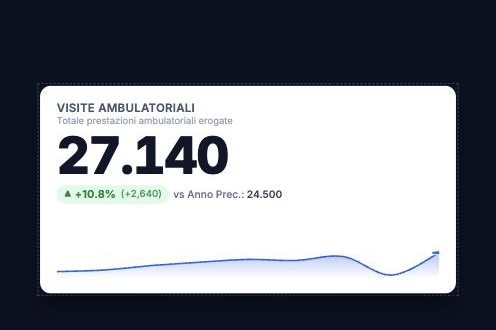 VISITE AMBULATORIALI
Totale prestazioni ambulatoriali erogate
27.140
▲ +10.8% (+2,640) vs Anno Prec.: 24.500